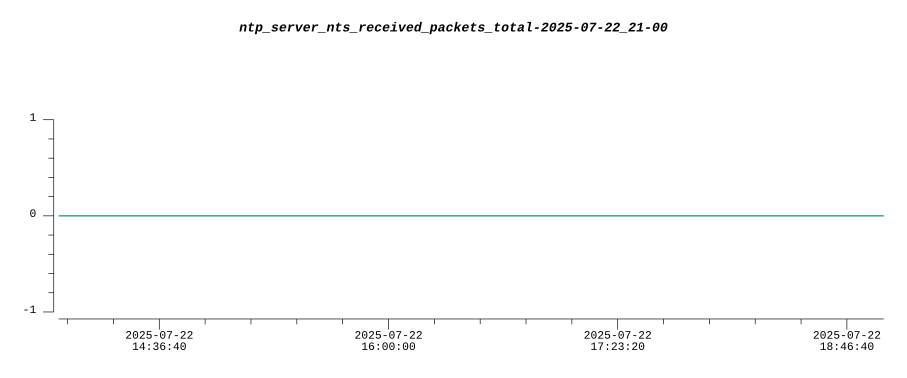 ntp_server_nts_received_packets_total-2025-07-22_21-00
1
0
-1
2025-07-22 2025-07-22 2025-07-22 2025-07-22
14:36:40 16:00:00 17:23:20 18:46:40